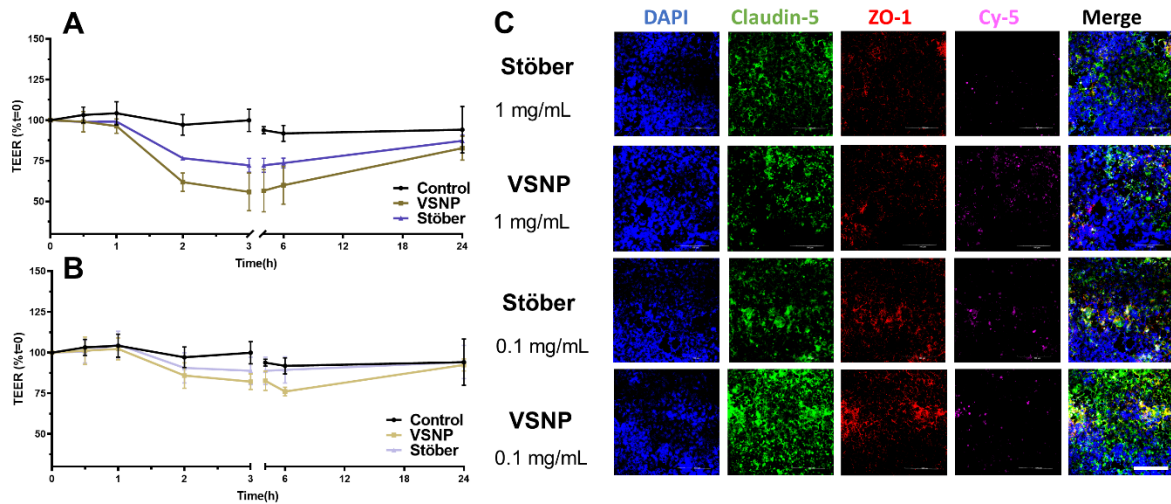 A
150
125
100
75
50
TEER (%t=0)
Control
VSNP
Stöber
0
1
2
3
6
12
18
24
Time(h)
B
150
125
100
75
50
TEER (%t=0)
Control
VSNP
Stöber
0
1
2
3
6
12
18
24
Time(h)
C
DAPI Claudin-5 ZO-1 Cy-5 Merge
Stöber
1 mg/mL
VSNP
1 mg/mL
Stöber
0.1 mg/mL
VSNP
0.1 mg/mL